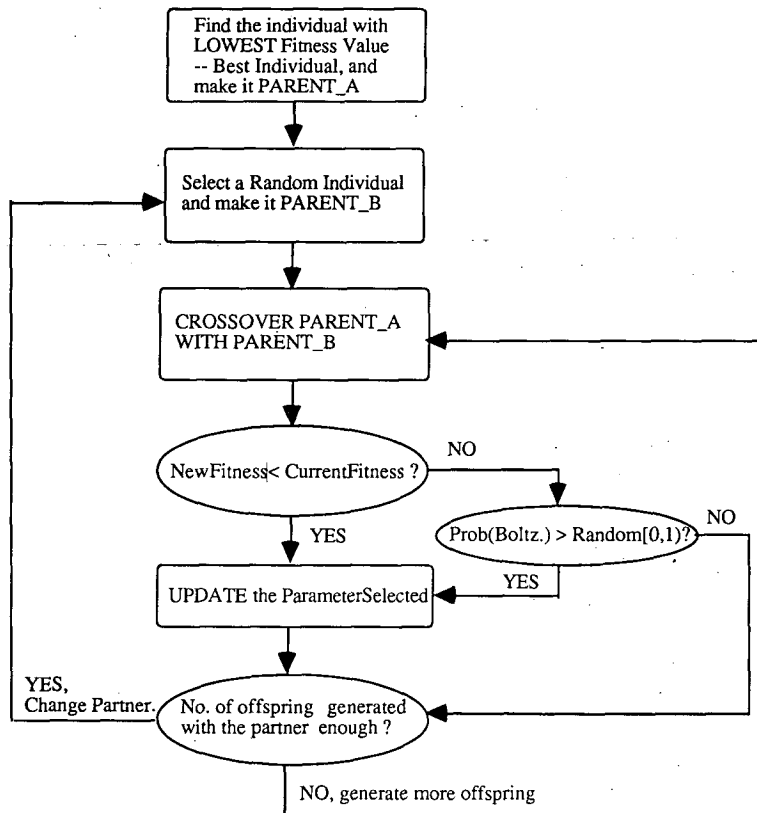 Find the individual with
LOWEST Fitness Value
-- Best Individual, and
make it PARENT_A
Select a Random Individual
and make it PARENT_B
CROSSOVER PARENT_A
WITH PARENT_B
NewFitness< CurrentFitness ?
NO
YES
Prob(Boltz.) > Random[0,1)?
NO
YES
UPDATE the ParameterSelected
YES,
Change Partner.
No. of offspring generated
with the partner enough ?
NO, generate more offspring